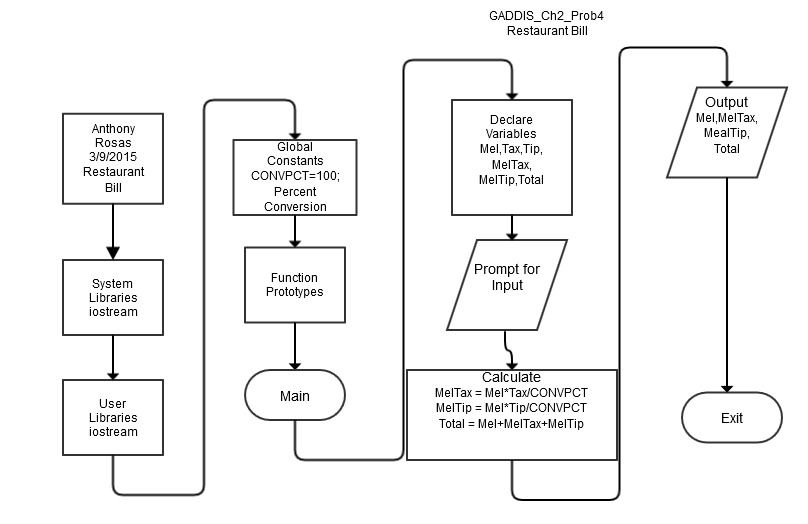 GADDIS_Ch2_Prob4
Restaurant Bill
Anthony
Rosas
3/9/2015
Restaurant
Bill
System
Libraries
iostream
User
Libraries
iostream
Global
Constants
CONVPCT=100;
Percent
Conversion
Function
Prototypes
Main
Declare
Variables
Mel,Tax,Tip,
MelTax,
MelTip,Total
Prompt for
Input
Calculate
MelTax = Mel*Tax/CONVPCT
MelTip = Mel*Tip/CONVPCT
Total = Mel+MelTax+MelTip
Output
Mel,MelTax,
MealTip,
Total
Exit